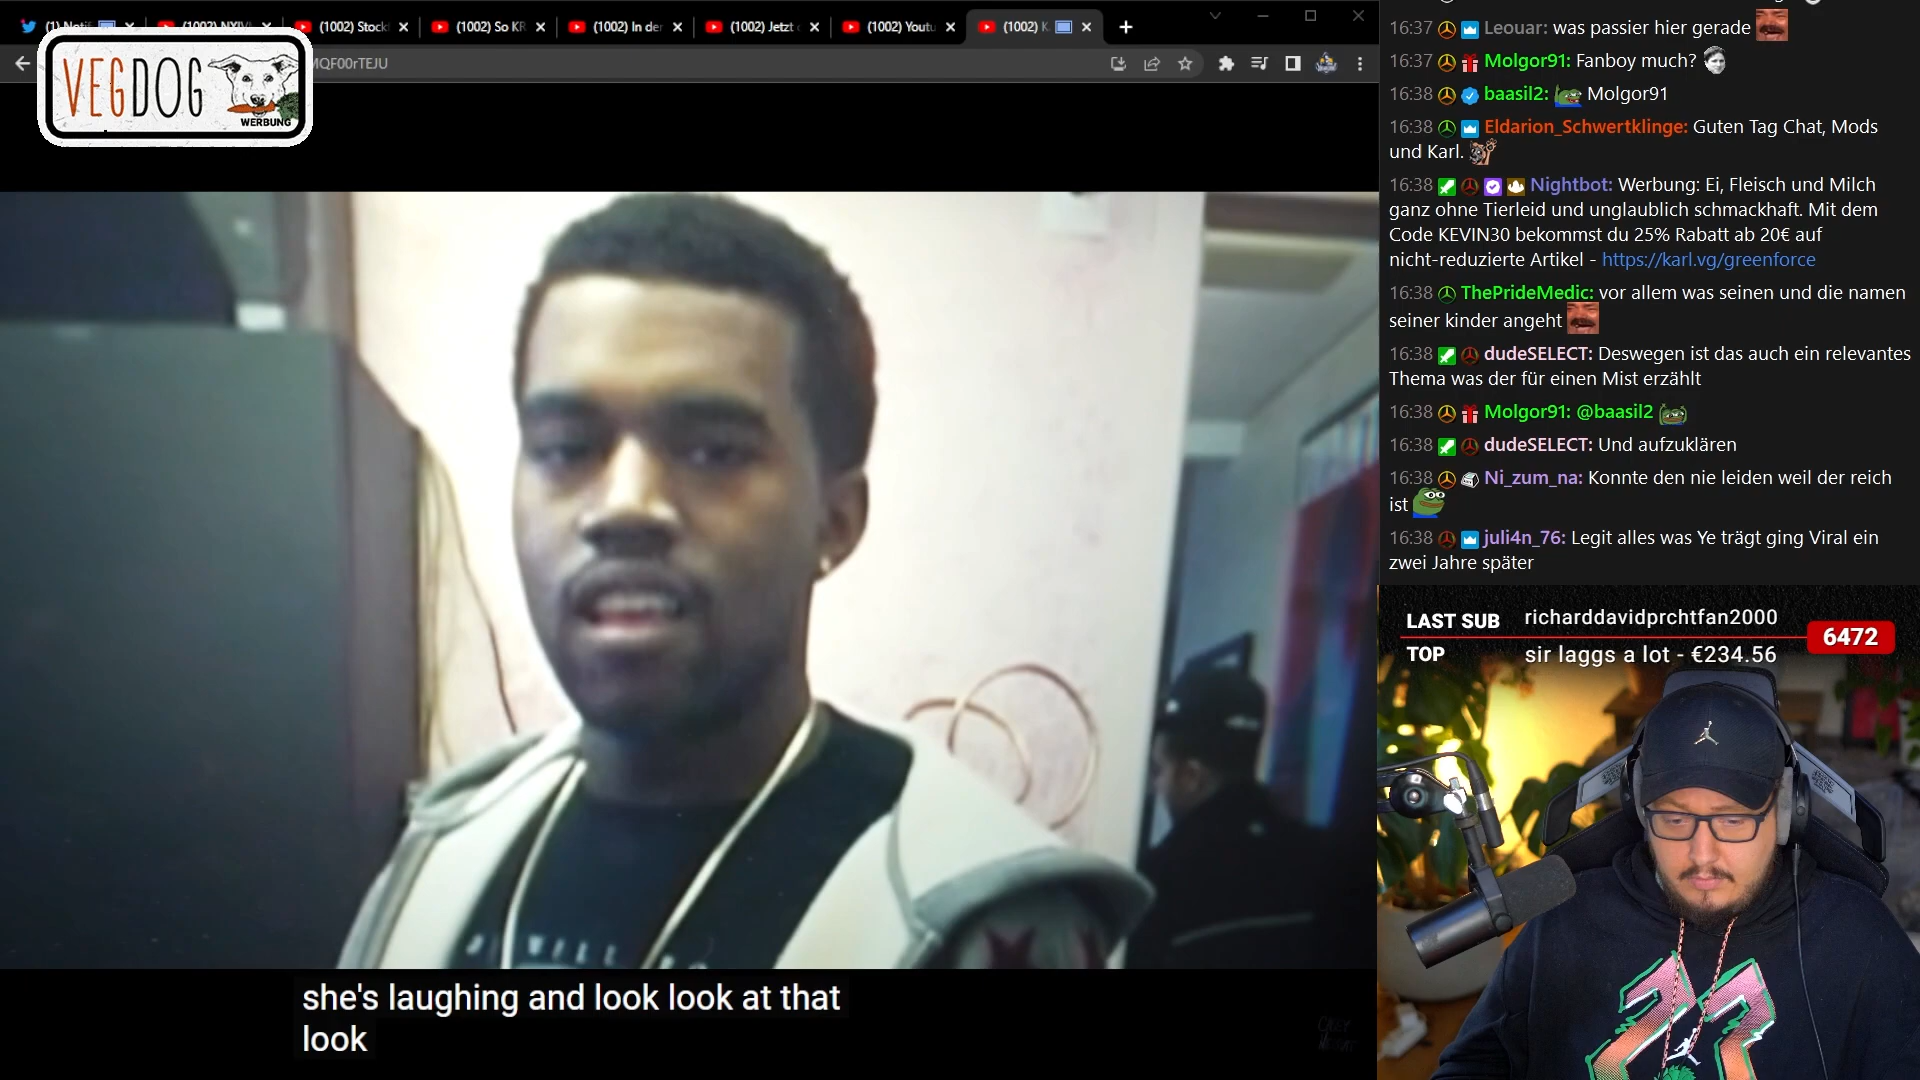 (1) Notif
(1002) NYIV
(1002) Stock
(1002) So KR
(1002) In der
(1002) Jetzt
(1002) Youtu
(1002) K
MQF00rTEJU
VEGDOG
WERBUNG
she's laughing and look look at that
look
16:37 Leouar: was passier hier gerade
16:37 Molgor91: Fanboy much?
16:38 baasil2: Molgor91
16:38 Eldarion_Schwertklinge: Guten Tag Chat, Mods
und Karl.
16:38 Nightbot: Werbung: Ei, Fleisch und Milch
ganz ohne Tierleid und unglaublich schmackhaft. Mit dem
Code KEVIN30 bekommst du 25% Rabatt ab 20€ auf
nicht-reduzierte Artikel - https://karl.vg/greenforce
16:38 ThePrideMedic: vor allem was seinen und die namen
seiner kinder angeht
16:38 dudeSELECT: Deswegen ist das auch ein relevantes
Thema was der für einen Mist erzählt
16:38 Molgor91: @baasil2
16:38 dudeSELECT: Und aufzuklären
16:38 Ni_zum_na: Konnte den nie leiden weil der reich
ist
16:38 juli4n_76: Legit alles was Ye trägt ging Viral ein
zwei Jahre später
LAST SUB richarddavidprchtfan2000
TOP sir laggs a lot - €234.56
6472